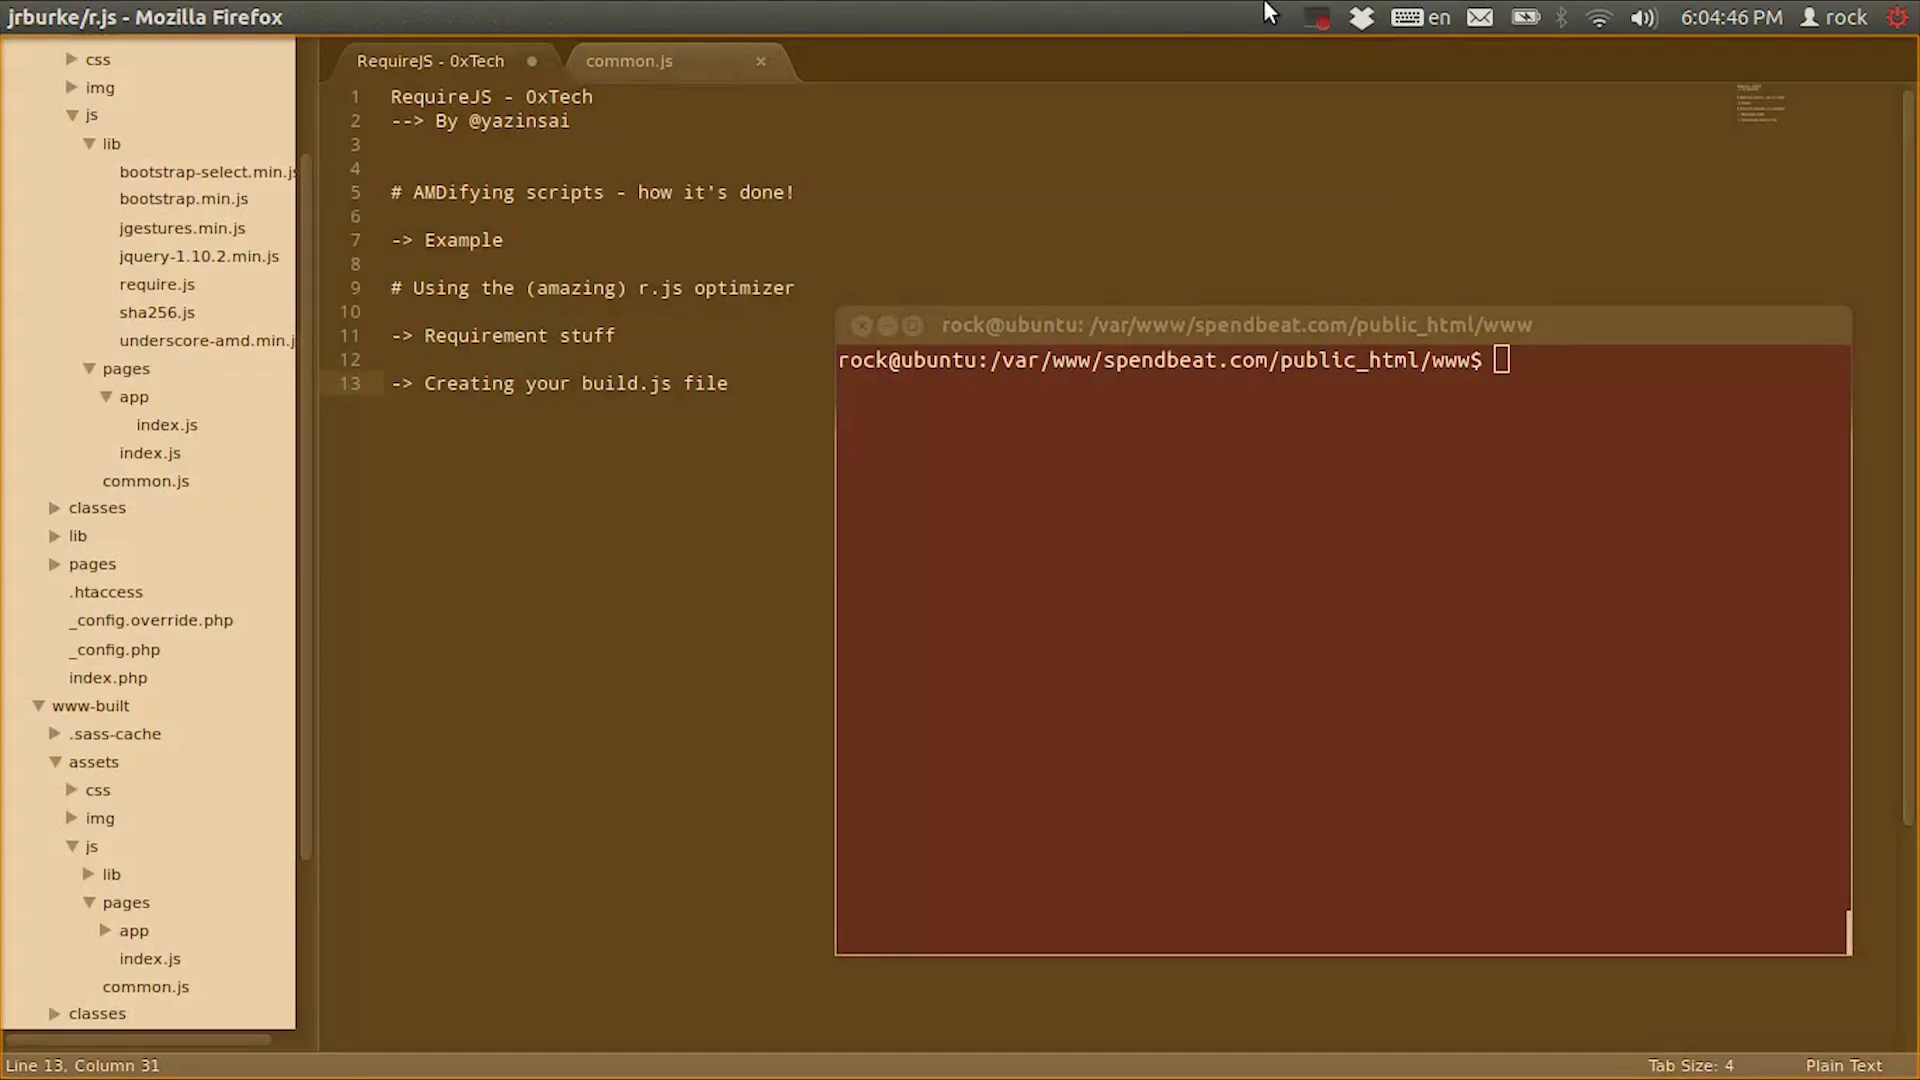 jrburke/r.js - Mozilla Firefox
en
6:04:46 PM
rock
css
img
js
lib
bootstrap-select.min.js
bootstrap.min.js
jgestures.min.js
jquery-1.10.2.min.js
require.js
sha256.js
underscore-amd.min.j
pages
app
index.js
index.js
common.js
classes
lib
pages
.htaccess
_config.override.php
_config.php
index.php
www-built
.sass-cache
assets
css
img
js
lib
pages
app
index.js
common.js
classes
RequireJS - 0xTech
common.js
1 RequireJS - 0xTech
2 --> By @yazinsai
3
4
5 # AMDifying scripts - how it's done!
6
7 -> Example
8
9 # Using the (amazing) r.js optimizer
10
11 -> Requirement stuff
12
13 -> Creating your build.js file
rock@ubuntu: /var/www/spendbeat.com/public_html/www
rock@ubuntu:/var/www/spendbeat.com/public_html/www$
Line 13, Column 31
Tab Size: 4
Plain Text